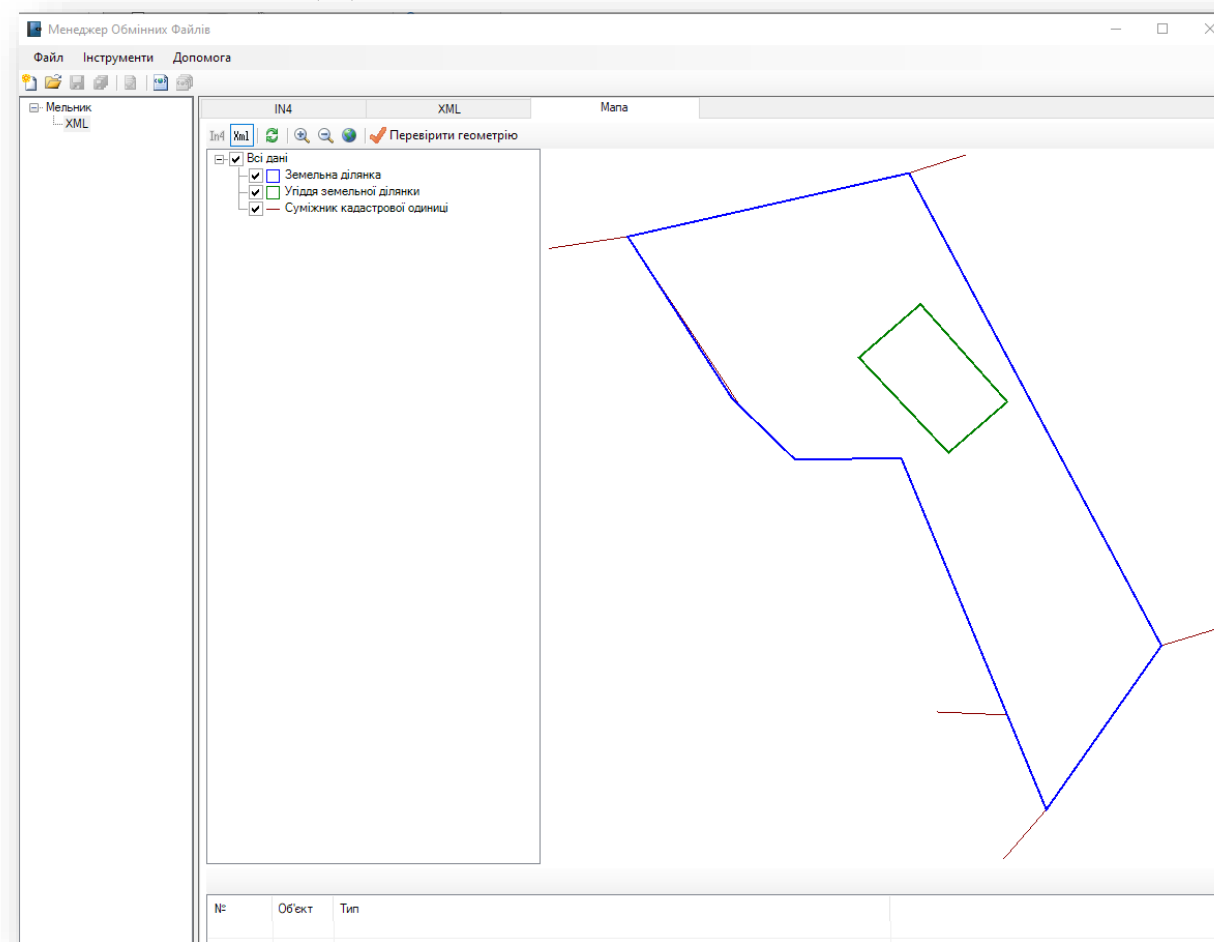 Менеджер Обмінних Файлів
Файл Інструменти Допомога
Мельник
XML
IN4 XML Мапа
In4 Xml Перевірити геометрію
Всі дані
Земельна ділянка
Угіддя земельної ділянки
Суміжник кадастрової одиниці
№ Об'єкт Тип